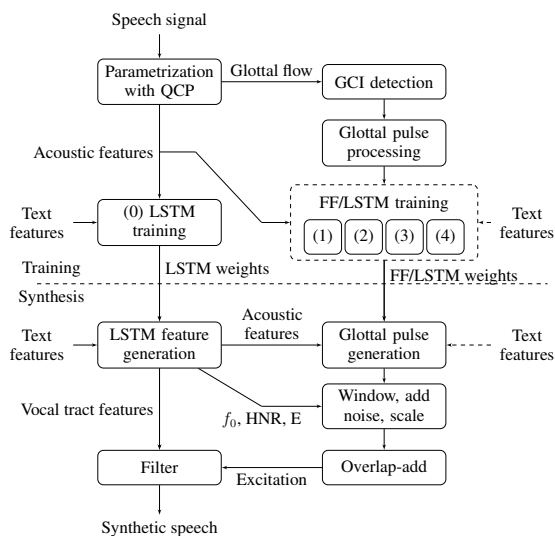 Speech signal
Parametrization
with QCP
Glottal flow
GCI detection
Glottal pulse
processing
Acoustic features
FF/LSTM training
(1) (2) (3) (4)
Text
features
(0) LSTM
training
Text
features
Training
LSTM weights
FF/LSTM weights
Synthesis
Text
features
LSTM feature
generation
Acoustic
features
Glottal pulse
generation
Text
features
Vocal tract features
f₀, HNR, E
Window, add
noise, scale
Filter
Excitation
Overlap-add
Synthetic speech